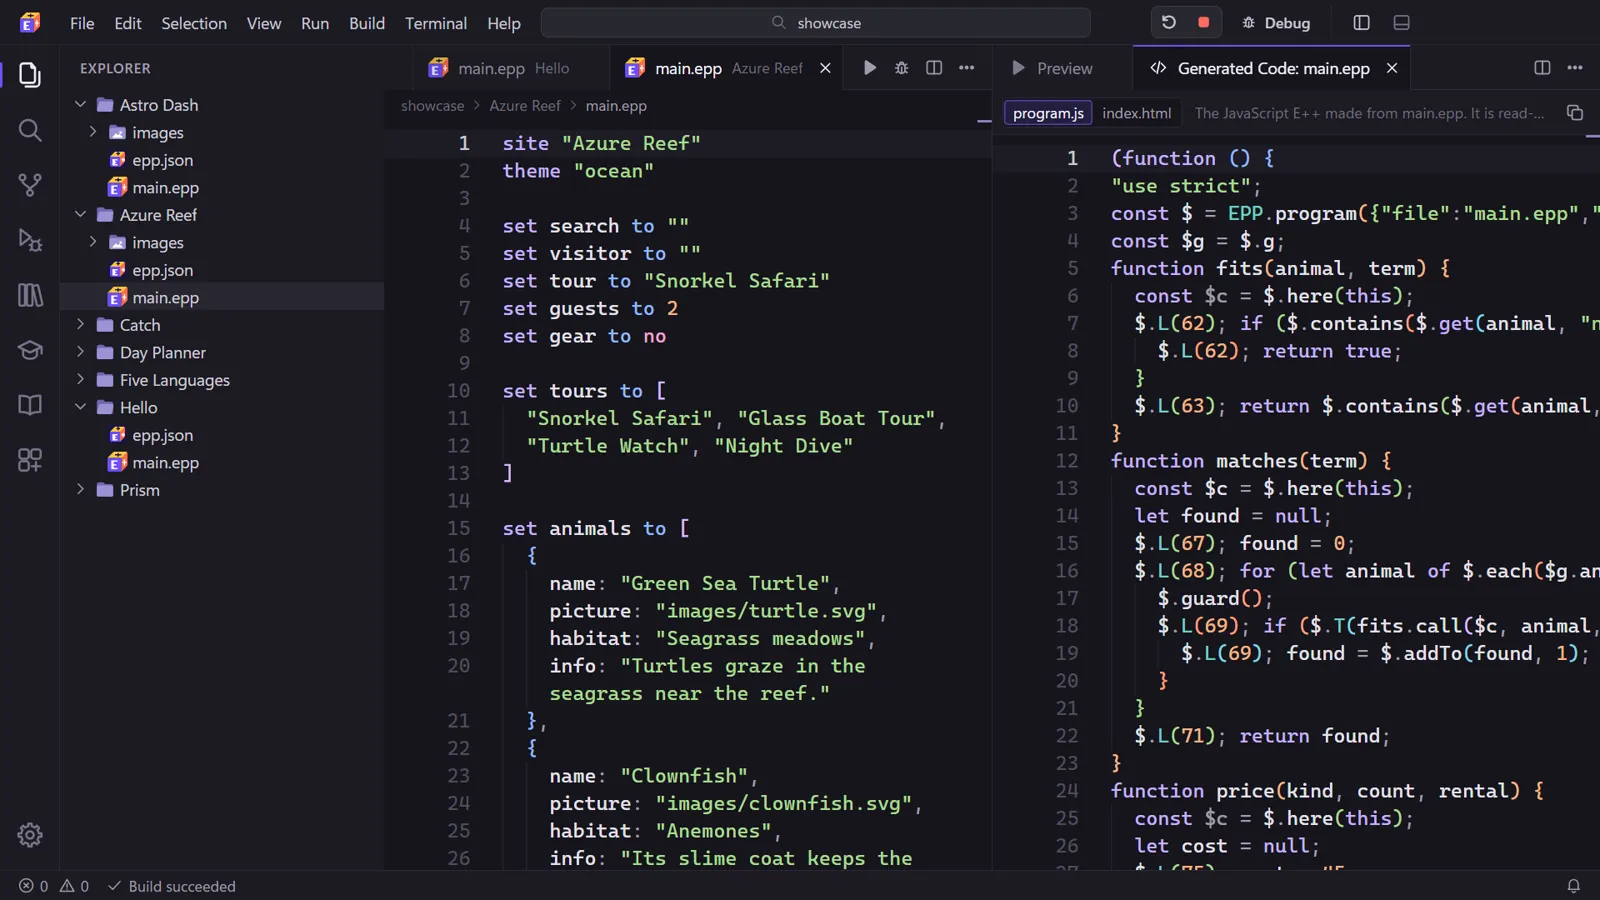 File Edit Selection View Run Build Terminal Help
showcase
Debug
EXPLORER
Astro Dash
images
epp.json
main.epp
Azure Reef
images
epp.json
main.epp
Catch
Day Planner
Five Languages
Hello
epp.json
main.epp
Prism
main.epp Hello
main.epp Azure Reef
showcase > Azure Reef > main.epp
1 site "Azure Reef"
2 theme "ocean"
3
4 set search to ""
5 set visitor to ""
6 set tour to "Snorkel Safari"
7 set guests to 2
8 set gear to no
9
10 set tours to [
11 "Snorkel Safari", "Glass Boat Tour",
12 "Turtle Watch", "Night Dive"
13 ]
14
15 set animals to [
16 {
17 name: "Green Sea Turtle",
18 picture: "images/turtle.svg",
19 habitat: "Seagrass meadows",
20 info: "Turtles graze in the
seagrass near the reef."
21 },
22 {
23 name: "Clownfish",
24 picture: "images/clownfish.svg",
25 habitat: "Anemones",
26 info: "Its slime coat keeps the
Preview
Generated Code: main.epp
program.js index.html The JavaScript E++ made from main.epp. It is read-...
1 (function () {
2 "use strict";
3 const $ = EPP.program({"file":"main.epp","
4 const $g = $.g;
5 function fits(animal, term) {
6 const $c = $.here(this);
7 $.L(62); if ($.contains($.get(animal, "n
8 $.L(62); return true;
9 }
10 $.L(63); return $.contains($.get(animal,
11 }
12 function matches(term) {
13 const $c = $.here(this);
14 let found = null;
15 $.L(67); found = 0;
16 $.L(68); for (let animal of $.each($g.an
17 $.guard();
18 $.L(69); if ($.T(fits.call($c, animal,
19 $.L(69); found = $.addTo(found, 1);
20 }
21 }
22 $.L(71); return found;
23 }
24 function price(kind, count, rental) {
25 const $c = $.here(this);
26 let cost = null;
0 0 Build succeeded